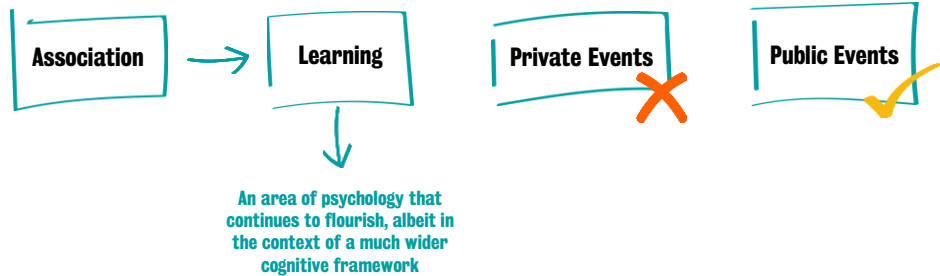 Association
Learning
Private Events
Public Events
An area of psychology that
continues to flourish, albeit in
the context of a much wider
cognitive framework